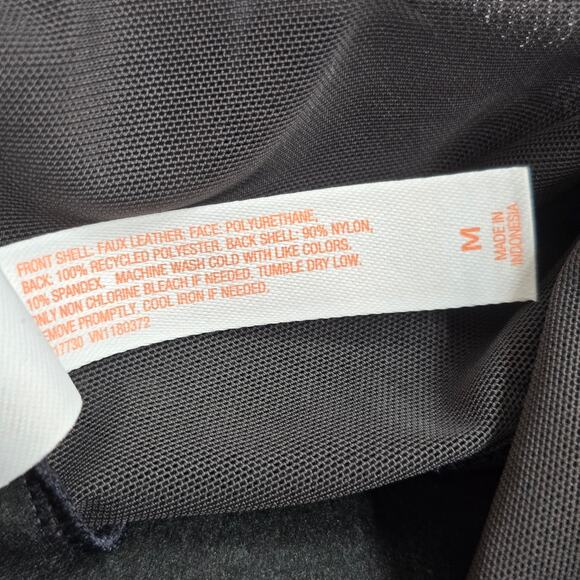 FRONT SHELL: FAUX LEATHER: FACE: POLYURETHANE,
BACK: 100% RECYCLED POLYESTER. BACK SHELL: 90% NYLON,
10% SPANDEX. MACHINE WASH COLD WITH LIKE COLORS.
ONLY NON CHLORINE BLEACH IF NEEDED. TUMBLE DRY LOW.
REMOVE PROMPTLY. COOL IRON IF NEEDED.
17730 VN1180372
M
MADE IN
INDONESIA